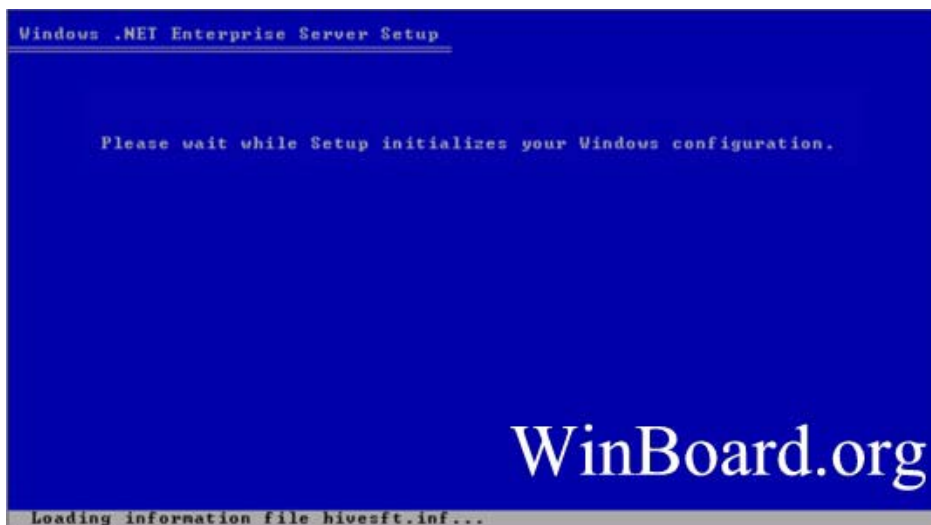 Windows .NET Enterprise Server Setup
Please wait while Setup initializes your Windows configuration.
WinBoard.org
Loading information file hivesft.inf...